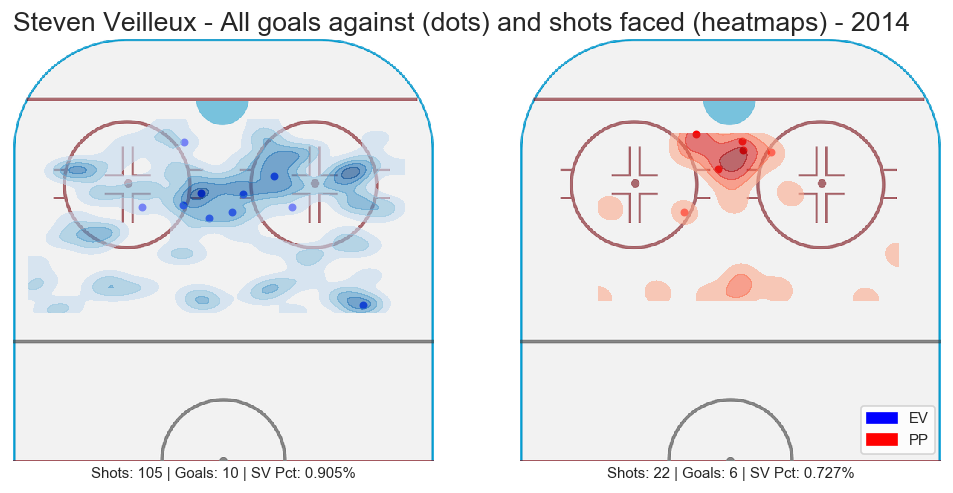 Steven Veilleux - All goals against (dots) and shots faced (heatmaps) - 2014
EV
PP
Shots: 105 | Goals: 10 | SV Pct: 0.905%
Shots: 22 | Goals: 6 | SV Pct: 0.727%